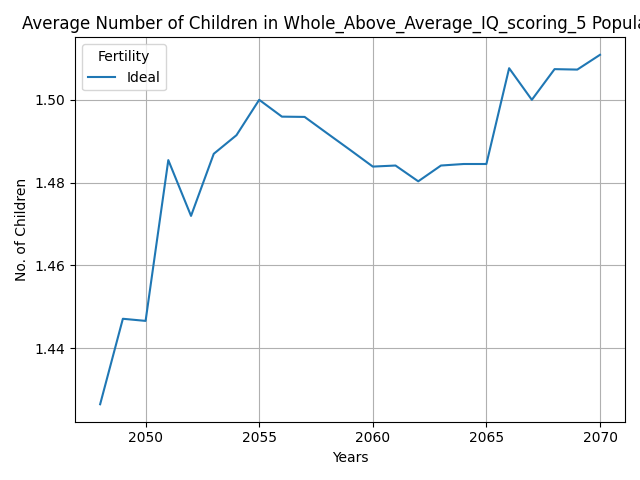 Average Number of Children in Whole_Above_Average_IQ_scoring_5 Popula
Fertility
Ideal
1.50
1.48
1.46
1.44
No. of Children
2050 2055 2060 2065 2070
Years